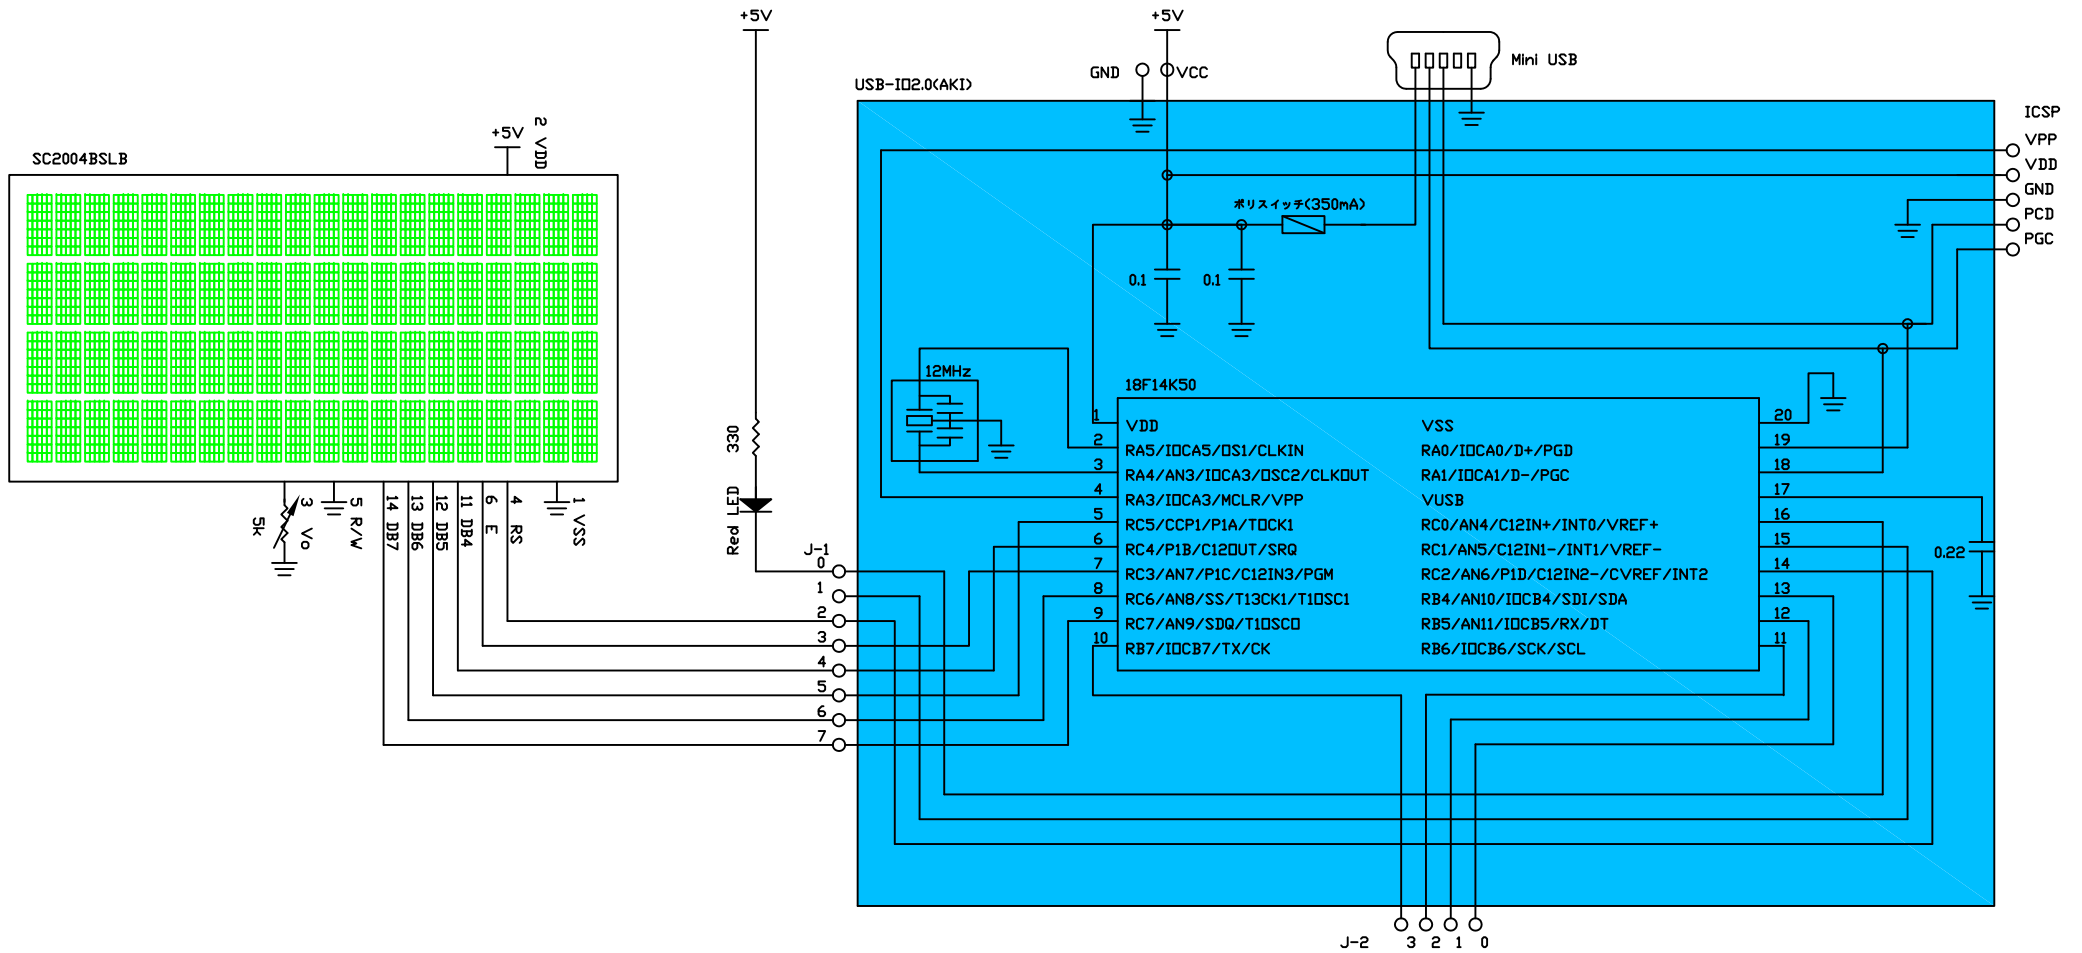 +5V
+5V
Mini USB
GND
VCC
USB-IO2.0(AKI)
ICSP
VPP
VDD
GND
PCD
PGC
+5V
2 VDD
SC2004BSLB
ポリスイッチ(350mA)
0.1
0.1
12MHz
18F14K50
1 VDD
2 RA5/IOCA5/OS1/CLKIN
3 RA4/AN3/IOCA3/OSC2/CLKOUT
4 RA3/IOCA3/MCLR/VPP
5 RC5/CCP1/P1A/TOCK1
6 RC4/P1B/C12OUT/SRQ
7 RC3/AN7/P1C/C12IN3/PGM
8 RC6/AN8/SS/T13CK1/T1OSC1
9 RC7/AN9/SDQ/T1OSCO
10 RB7/IOCB7/TX/CK
VSS 20
RA0/IOCA0/D+/PGD 19
RA1/IOCA1/D-/PGC 18
VUSB 17
RC0/AN4/C12IN+/INT0/VREF+ 16
RC1/AN5/C12IN1-/INT1/VREF- 15
RC2/AN6/P1D/C12IN2-/CVREF/INT2 14
RB4/AN10/IOCB4/SDI/SDA 13
RB5/AN11/IOCB5/RX/DT 12
RB6/IOCB6/SCK/SCL 11
0.22
330
Red LED
5k
3 Vo
5 R/W
14 DB7
13 DB6
12 DB5
11 DB4
6 E
4 RS
1 VSS
J-1
0
1
2
3
4
5
6
7
J-2 3 2 1 0